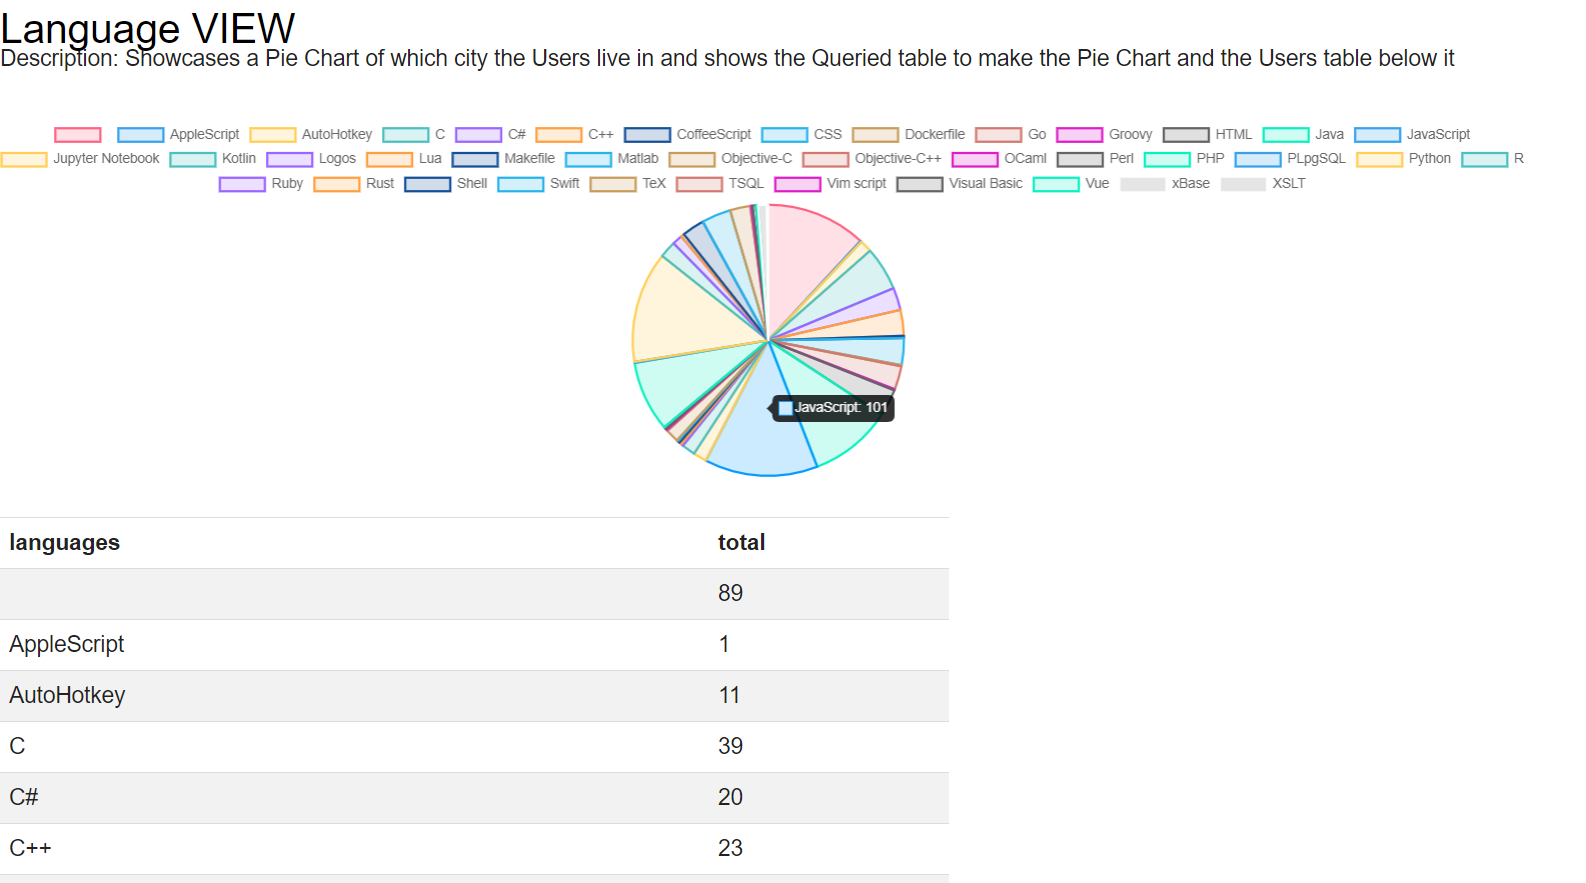 Language VIEW
Description: Showcases a Pie Chart of which city the Users live in and shows the Queried table to make the Pie Chart and the Users table below it
AppleScript AutoHotkey C C# C++ CoffeeScript CSS Dockerfile Go Groovy HTML Java JavaScript
Jupyter Notebook Kotlin Logos Lua Makefile Matlab Objective-C Objective-C++ OCaml Perl PHP PLpgSQL Python R
Ruby Rust Shell Swift TeX TSQL Vim script Visual Basic Vue xBase XSLT
JavaScript: 101
languages total
89
AppleScript 1
AutoHotkey 11
C 39
C# 20
C++ 23